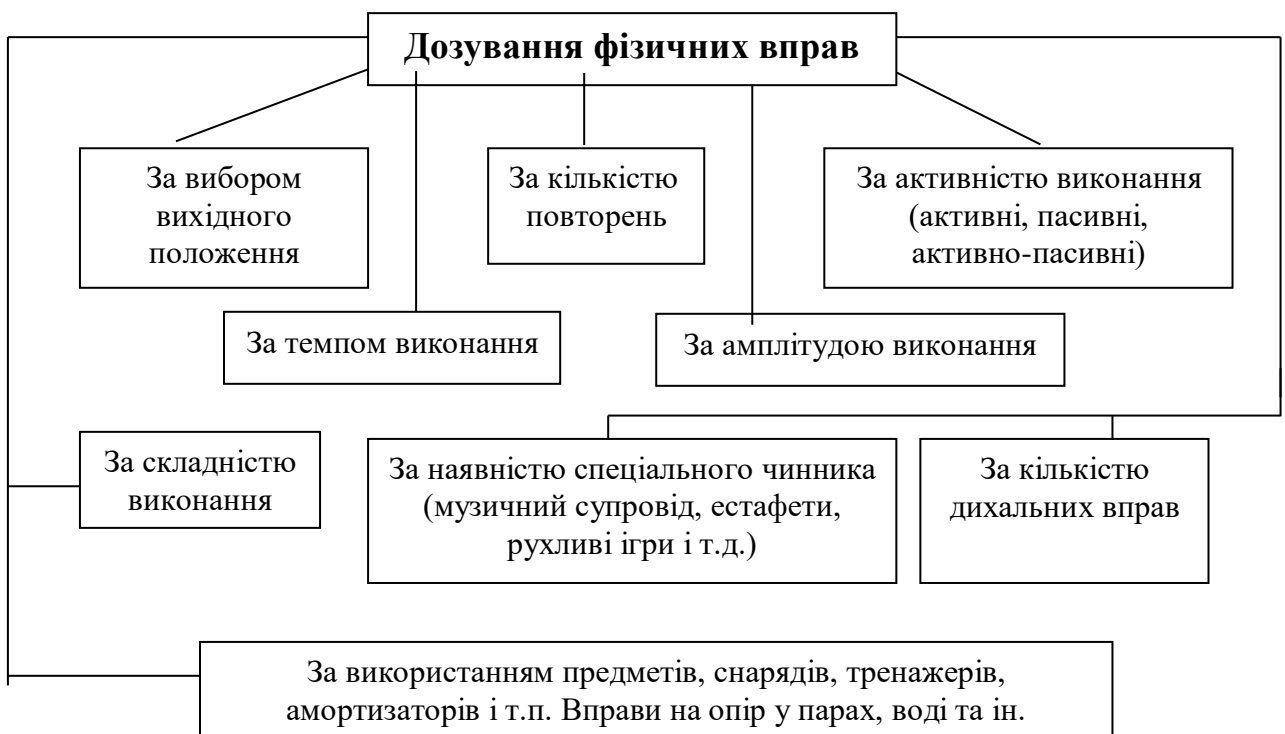 Дозування фізичних вправ
За вибором
вихідного
положення
За кількістю
повторень
За активністю виконання
(активні, пасивні,
активно-пасивні)
За темпом виконання
За амплітудою виконання
За складністю
виконання
За наявністю спеціального чинника
(музичний супровід, естафети,
рухливі ігри і т.д.)
За кількістю
дихальних вправ
За використанням предметів, снарядів, тренажерів,
амортизаторів і т.п. Вправи на опір у парах, воді та ін.